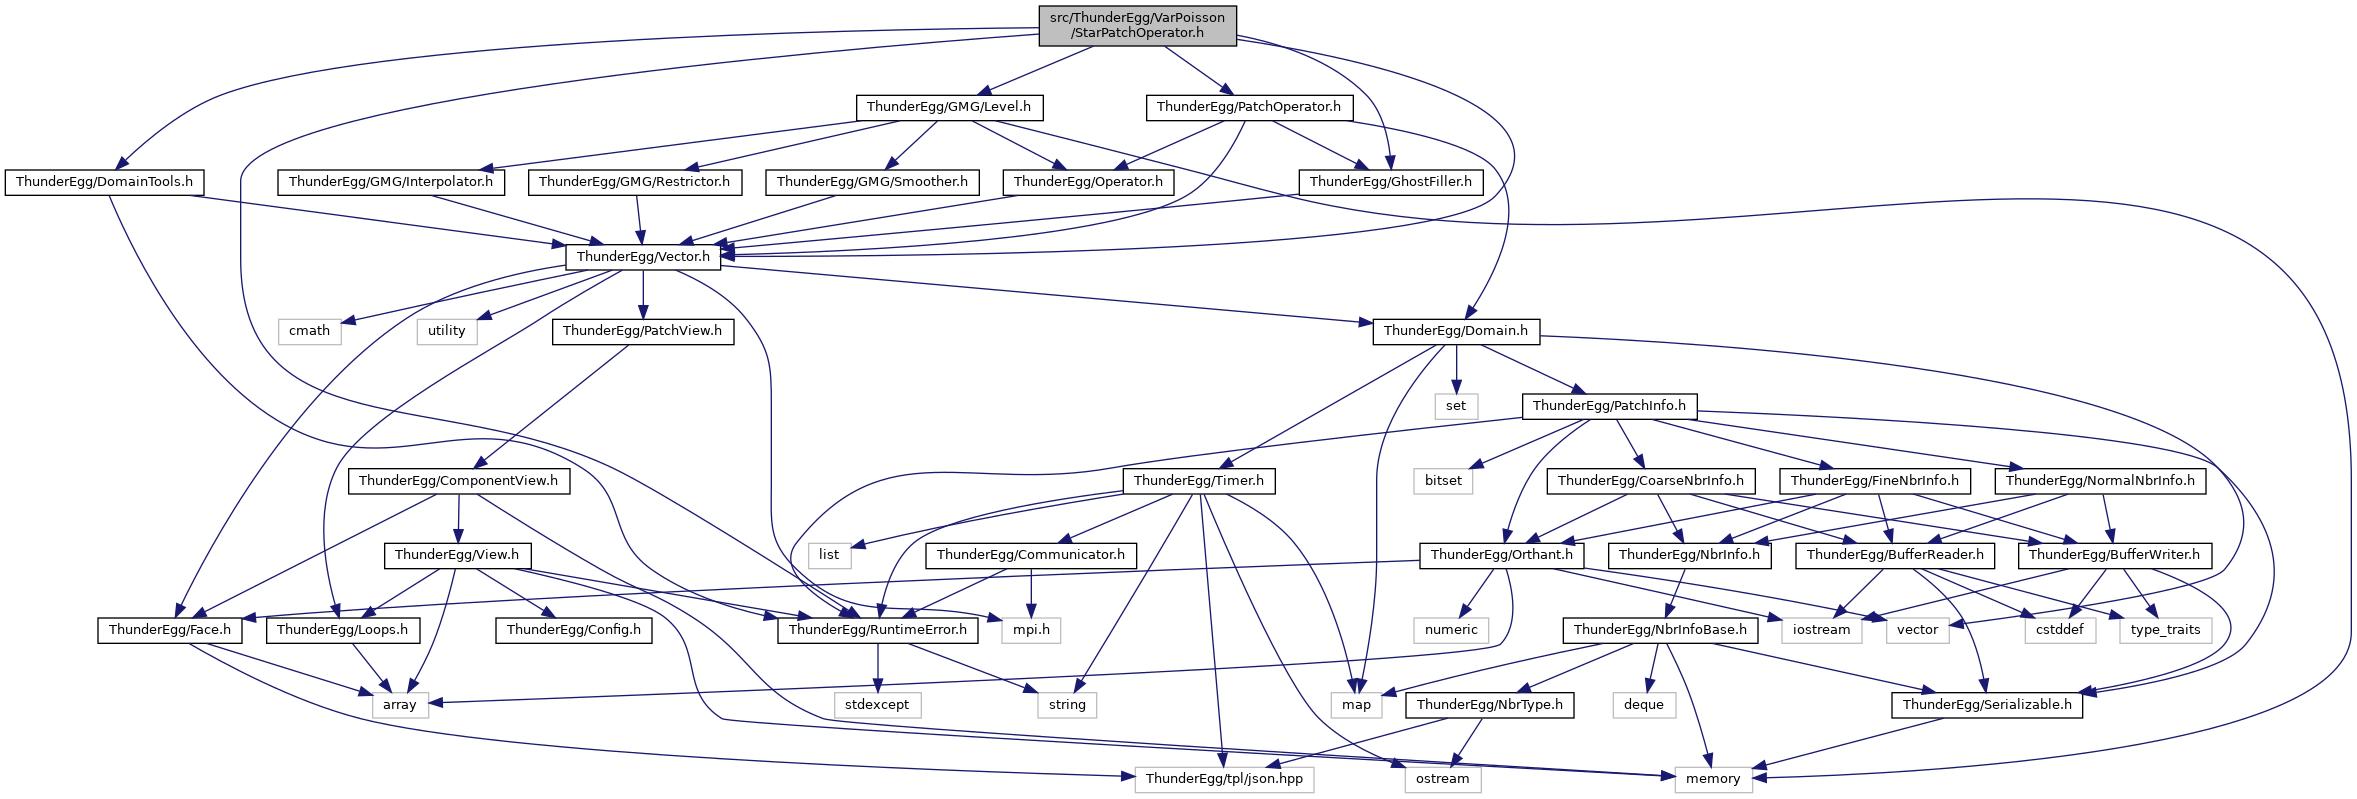 src/ThunderEgg/VarPoisson
/StarPatchOperator.h
ThunderEgg/GMG/Level.h
ThunderEgg/PatchOperator.h
ThunderEgg/DomainTools.h
ThunderEgg/GMG/Interpolator.h
ThunderEgg/GMG/Restrictor.h
ThunderEgg/GMG/Smoother.h
ThunderEgg/Operator.h
ThunderEgg/GhostFiller.h
ThunderEgg/Vector.h
cmath
utility
ThunderEgg/PatchView.h
ThunderEgg/Domain.h
set
ThunderEgg/PatchInfo.h
ThunderEgg/ComponentView.h
ThunderEgg/Timer.h
bitset
ThunderEgg/CoarseNbrInfo.h
ThunderEgg/FineNbrInfo.h
ThunderEgg/NormalNbrInfo.h
ThunderEgg/View.h
list
ThunderEgg/Communicator.h
ThunderEgg/Orthant.h
ThunderEgg/NbrInfo.h
ThunderEgg/BufferReader.h
ThunderEgg/BufferWriter.h
ThunderEgg/Face.h
ThunderEgg/Loops.h
ThunderEgg/Config.h
ThunderEgg/RuntimeError.h
mpi.h
numeric
ThunderEgg/NbrInfoBase.h
iostream
vector
cstddef
type_traits
array
stdexcept
string
map
ThunderEgg/NbrType.h
deque
ThunderEgg/Serializable.h
ThunderEgg/tpl/json.hpp
ostream
memory